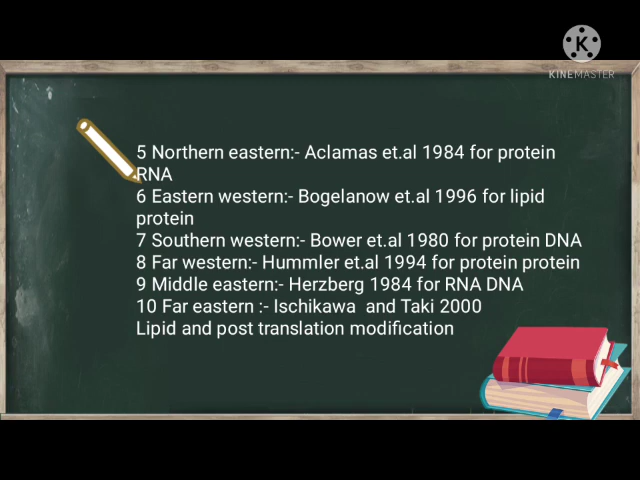 K
KINEMASTER
5 Northern eastern:- Aclamas et.al 1984 for protein
RNA
6 Eastern western:- Bogelanow et.al 1996 for lipid
protein
7 Southern western:- Bower et.al 1980 for protein DNA
8 Far western:- Hummler et.al 1994 for protein protein
9 Middle eastern:- Herzberg 1984 for RNA DNA
10 Far eastern :- Ischikawa  and Taki 2000
Lipid and post translation modification